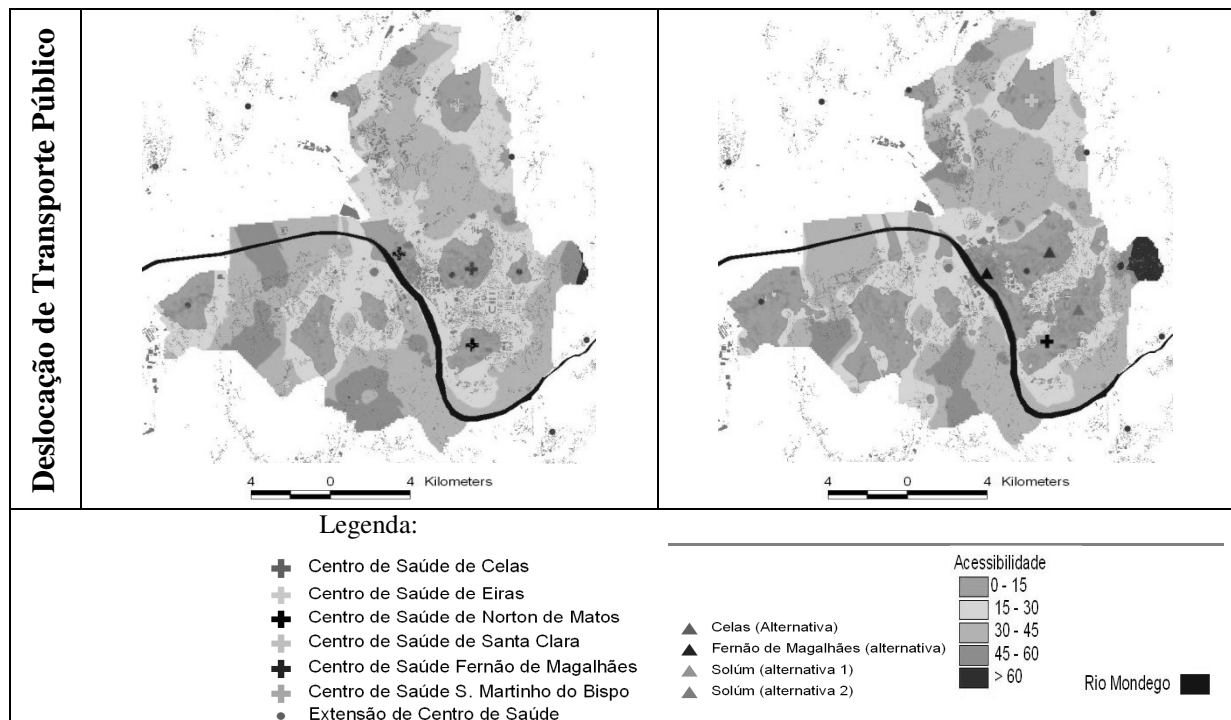 Deslocação de Transporte Público
4 0 4 Kilometers
4 0 4 Kilometers
Legenda:
Centro de Saúde de Celas
Centro de Saúde de Eiras
Centro de Saúde de Norton de Matos
Centro de Saúde de Santa Clara
Centro de Saúde Fernão de Magalhães
Centro de Saúde S. Martinho do Bispo
Extensão de Centro de Saúde
Celas (Alternativa)
Fernão de Magalhães (alternativa)
Solúm (alternativa 1)
Solúm (alternativa 2)
Acessibilidade
0 - 15
15 - 30
30 - 45
45 - 60
> 60
Rio Mondego